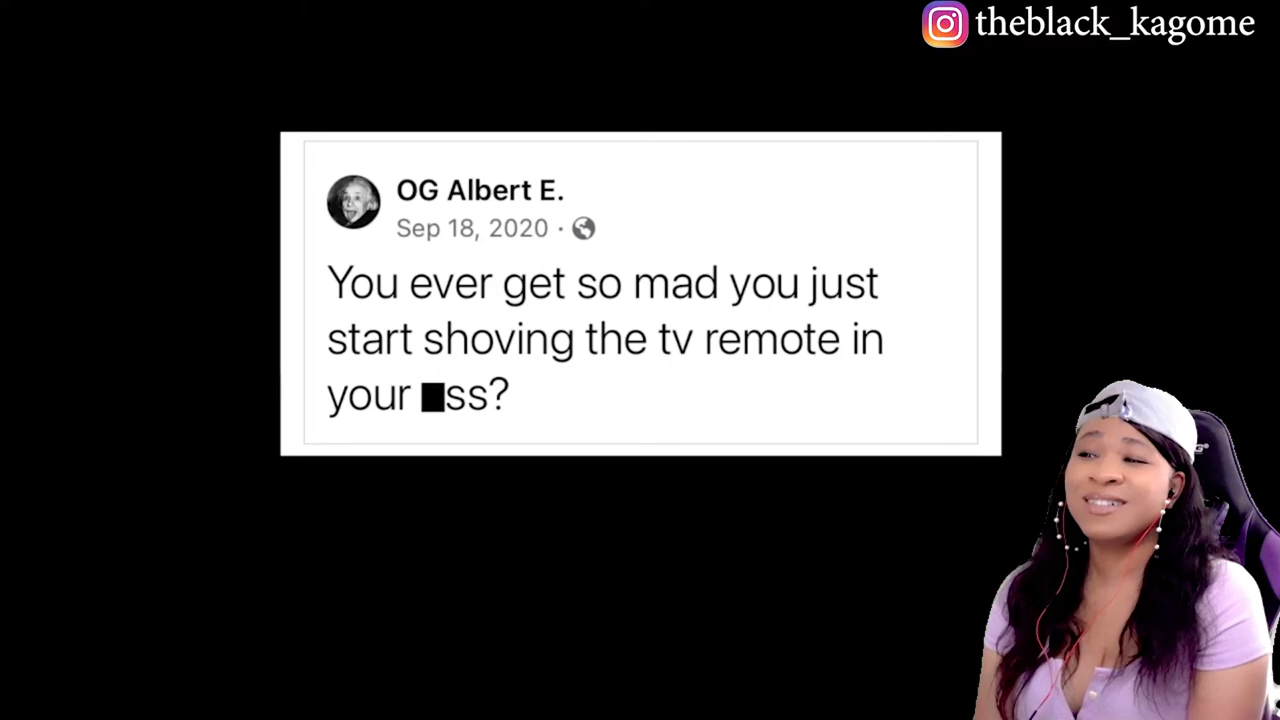 theblack_kagome
OG Albert E.
Sep 18, 2020 ·
You ever get so mad you just
start shoving the tv remote in
your ■ss?